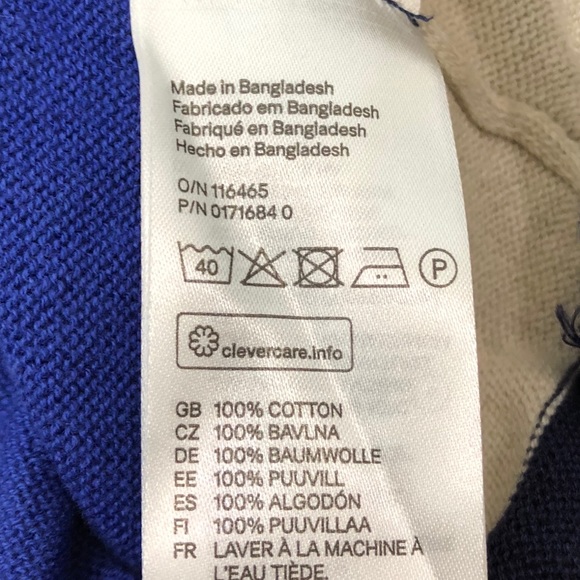 Made in Bangladesh
Fabricado em Bangladesh
Fabriqué en Bangladesh
Hecho en Bangladesh
O/N 116465
P/N 0171684 0
40 P
clevercare.info
GB 100% COTTON
CZ 100% BAVLNA
DE 100% BAUMWOLLE
EE 100% PUUVILL
ES 100% ALGODÓN
FI 100% PUUVILLAA
FR LAVER À LA MACHINE À
L'EAU TIÈDE.